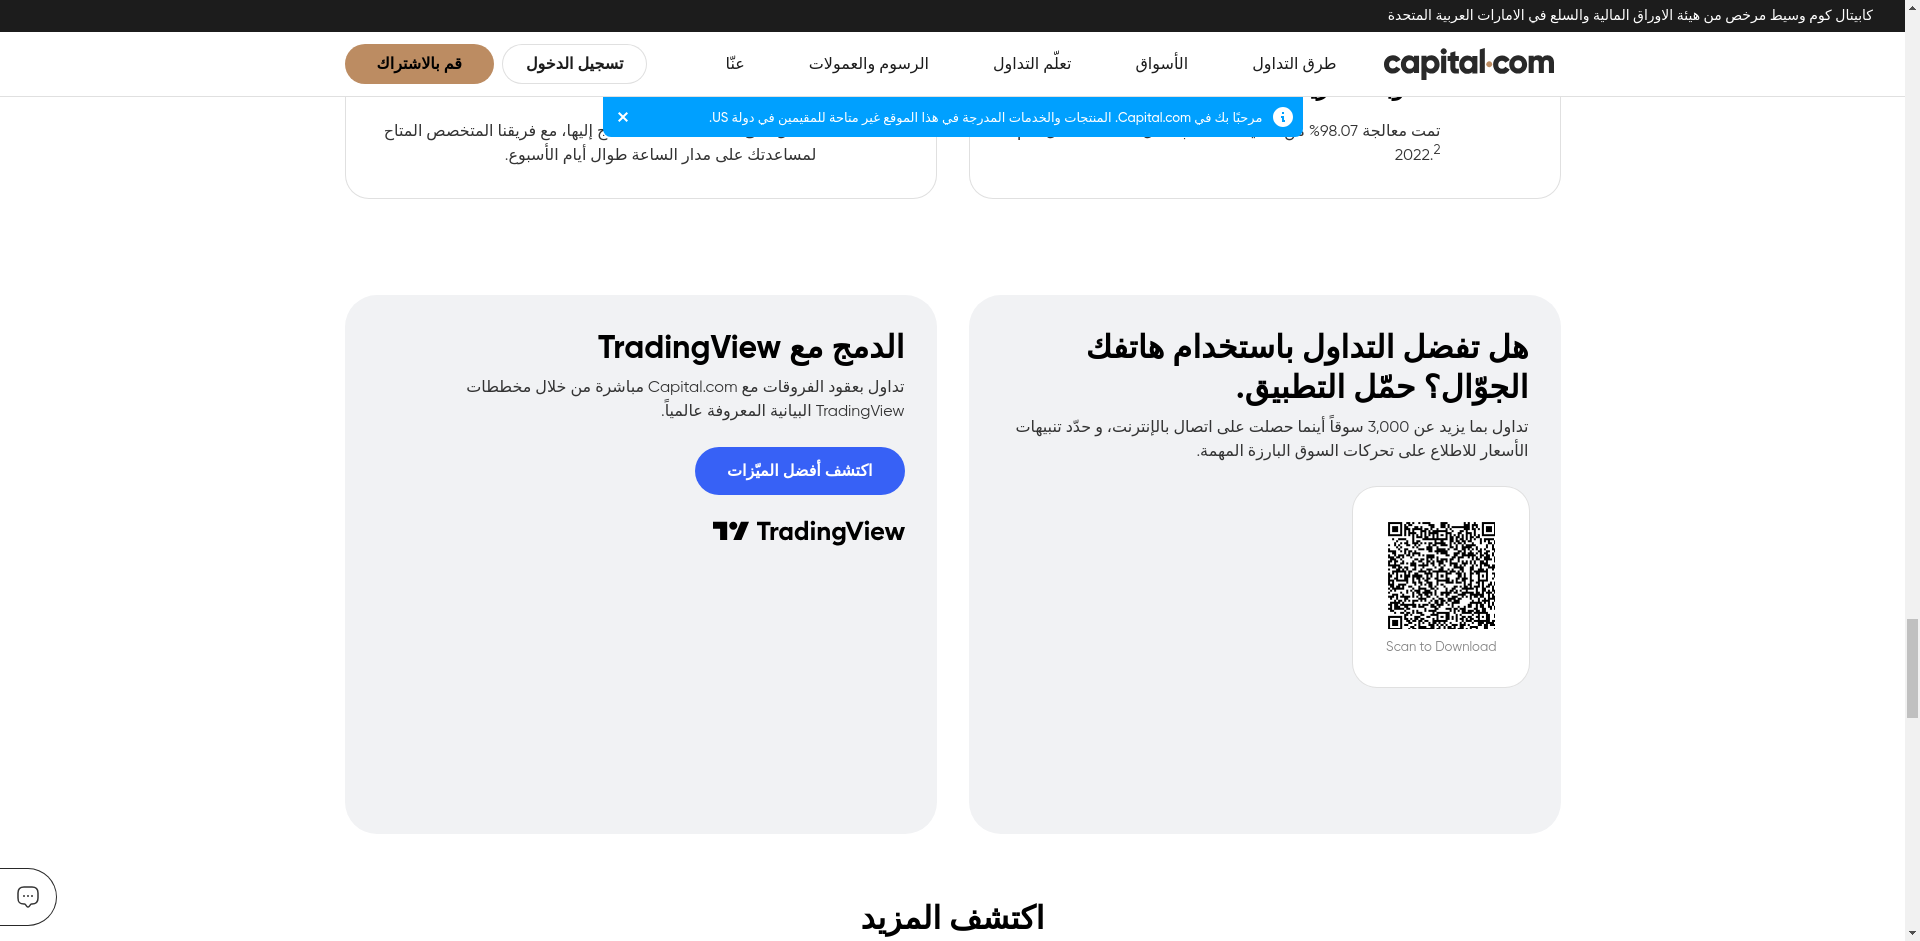 كابيتال كوم وسيط مرخص من هيئة الاوراق المالية والسلع في الامارات العربية المتحدة
capital.com
طرق التداول
الأسواق
تعلّم التداول
الرسوم والعمولات
عنّا
تسجيل الدخول
قم بالاشتراك
مرحبًا بك في Capital.com. المنتجات والخدمات المدرجة في هذا الموقع غير متاحة للمقيمين في دولة US.
تمت معالجة 98.07%
2022.2
إليها، مع فريقنا المتخصص المتاح
لمساعدتك على مدار الساعة طوال أيام الأسبوع.
هل تفضل التداول باستخدام هاتفك
الجوّال؟ حمّل التطبيق.
تداول بما يزيد عن 3,000 سوقاً أينما حصلت على اتصال بالإنترنت، و حدّد تنبيهات
الأسعار للاطلاع على تحركات السوق البارزة المهمة.
Scan to Download
الدمج مع TradingView
تداول بعقود الفروقات مع Capital.com مباشرة من خلال مخططات
TradingView البيانية المعروفة عالمياً.
اكتشف أفضل الميّزات
TradingView
اكتشف المزيد